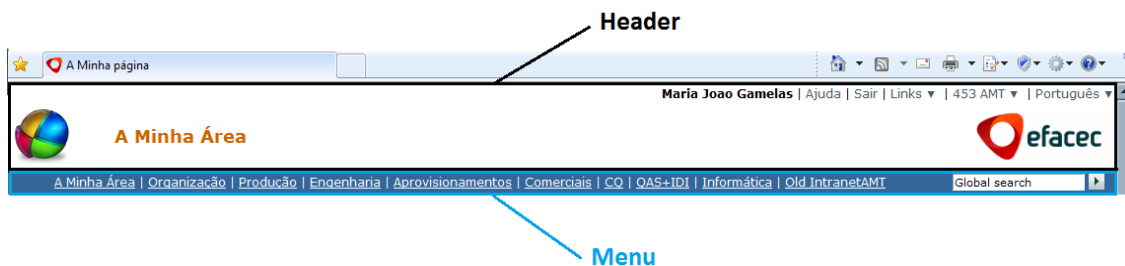 Header
A Minha página
Maria Joao Gamelas | Ajuda | Sair | Links ▼ | 453 AMT ▼ | Português ▼
A Minha Área
efacec
A Minha Área | Organização | Produção | Engenharia | Aprovisionamentos | Comerciais | CQ | QAS+IDI | Informática | Old IntranetAMT
Global search
Menu